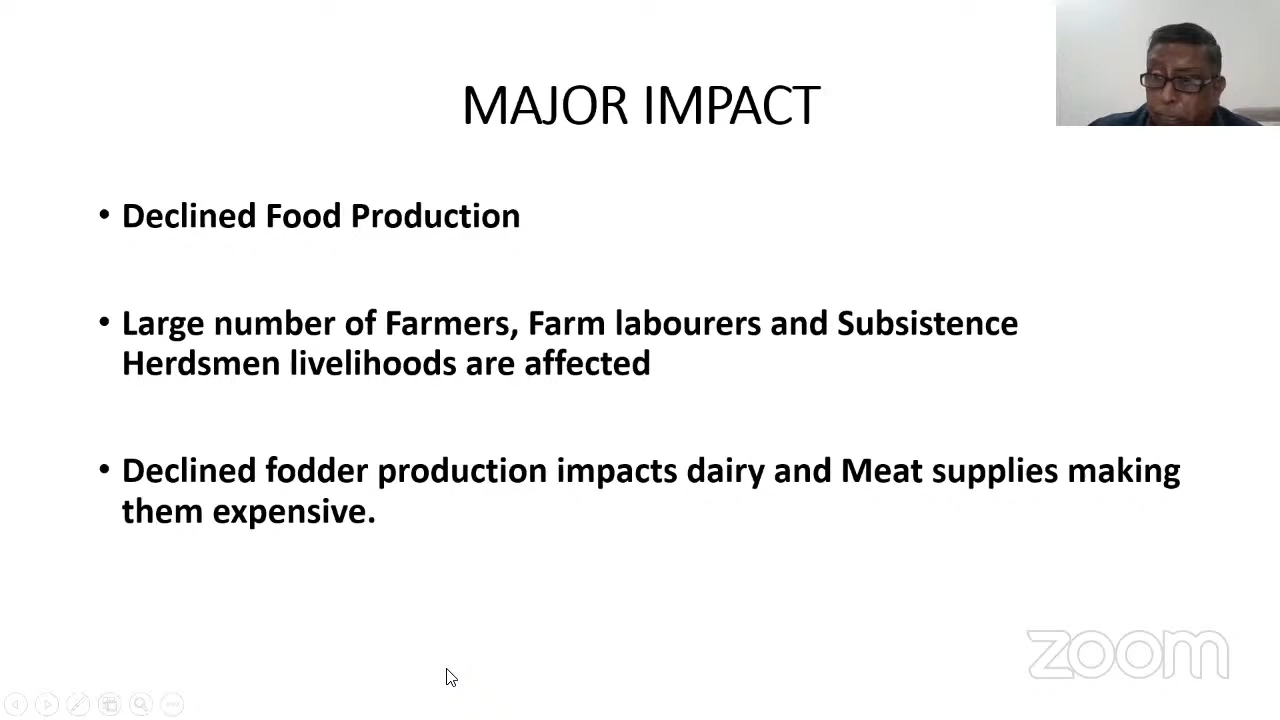 MAJOR IMPACT
• Declined Food Production
• Large number of Farmers, Farm labourers and Subsistence
Herdsmen livelihoods are affected
• Declined fodder production impacts dairy and Meat supplies making
them expensive.
zoom